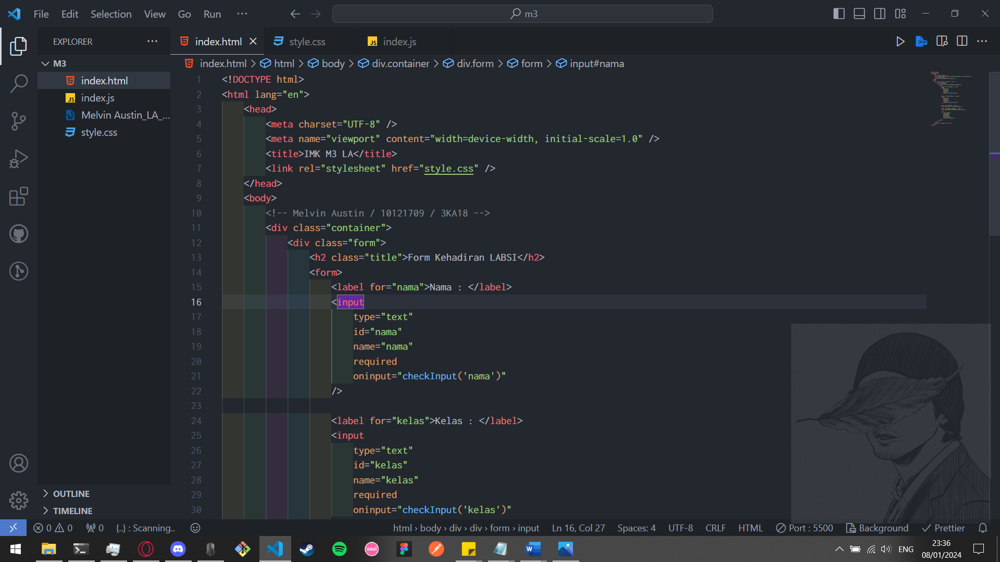 File Edit Selection View Go Run ··· m3
EXPLORER ···
index.html
style.css
index.js
M3
index.html
index.js
Melvin Austin_LA_...
style.css
OUTLINE
TIMELINE
index.html > html > body > div.container > div.form > form > input#nama
1 <!DOCTYPE html>
2 <html lang="en">
3 <head>
4 <meta charset="UTF-8" />
5 <meta name="viewport" content="width=device-width, initial-scale=1.0" />
6 <title>IMK M3 LA</title>
7 <link rel="stylesheet" href="style.css" />
8 </head>
9 <body>
10 <!-- Melvin Austin / 10121709 / 3KA18 -->
11 <div class="container">
12 <div class="form">
13 <h2 class="title">Form Kehadiran LABSI</h2>
14 <form>
15 <label for="nama">Nama : </label>
16 <input
17 type="text"
18 id="nama"
19 name="nama"
20 required
21 oninput="checkInput('nama')"
22 />
23
24 <label for="kelas">Kelas : </label>
25 <input
26 type="text"
27 id="kelas"
28 name="kelas"
29 required
30 oninput="checkInput('kelas')"
0 0 0 {..} : Scanning.. html › body › div › div › form › input Ln 16, Col 27 Spaces: 4 UTF-8 CRLF HTML Port : 5500 Background Prettier
osu!
ENG
23:36
08/01/2024